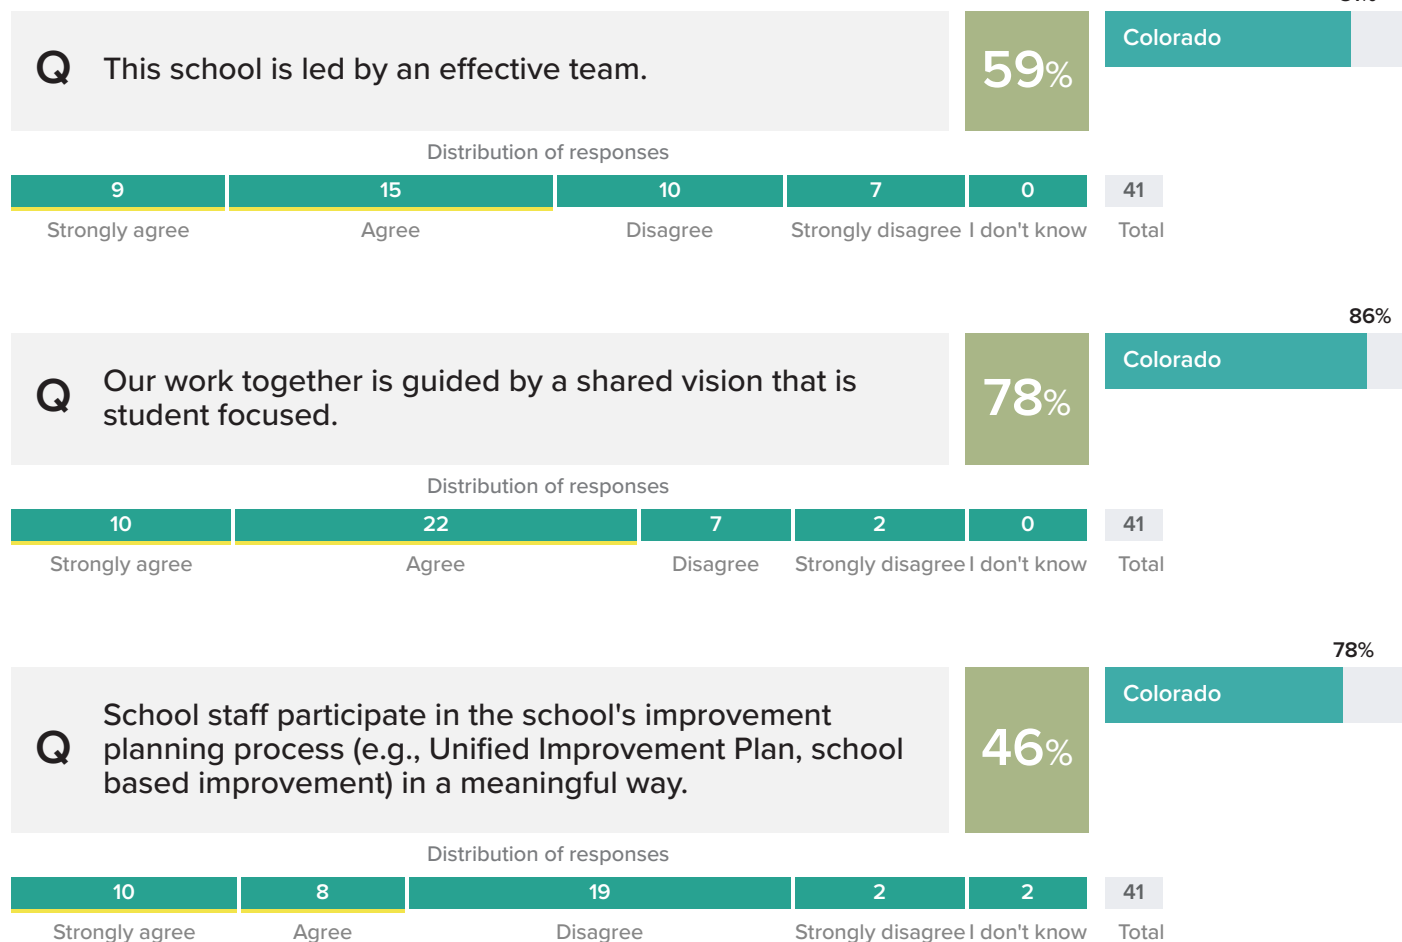 Colorado
Q This school is led by an effective team.
59%
Distribution of responses
9 15 10 7 0 41
Strongly agree Agree Disagree Strongly disagree I don't know Total
86%
Colorado
Q Our work together is guided by a shared vision that is
student focused.
78%
Distribution of responses
10 22 7 2 0 41
Strongly agree Agree Disagree Strongly disagree I don't know Total
78%
Colorado
School staff participate in the school's improvement
Q planning process (e.g., Unified Improvement Plan, school
based improvement) in a meaningful way.
46%
Distribution of responses
10 8 19 2 2 41
Strongly agree Agree Disagree Strongly disagree I don't know Total